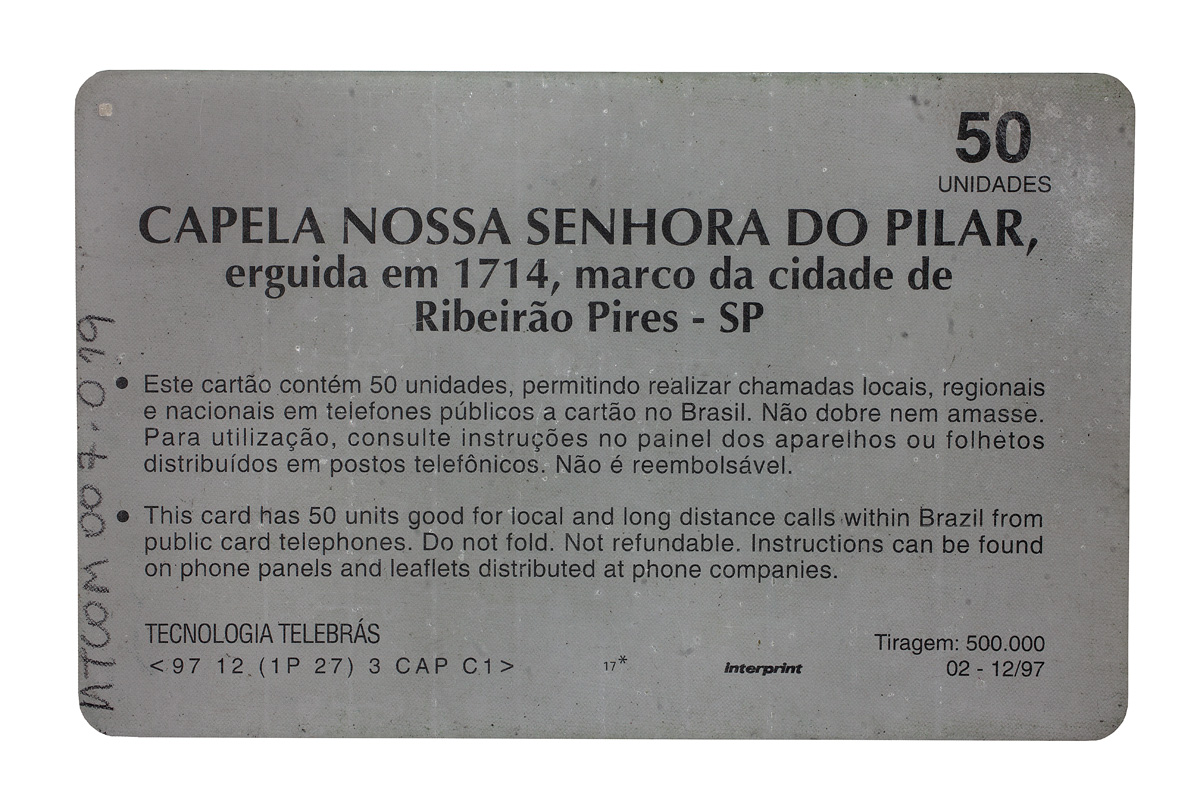 50
UNIDADES
CAPELA NOSSA SENHORA DO PILAR,
erguida em 1714, marco da cidade de
Ribeirão Pires - SP
• Este cartão contém 50 unidades, permitindo realizar chamadas locais, regionais
e nacionais em telefones públicos a cartão no Brasil. Não dobre nem amasse.
Para utilização, consulte instruções no painel dos aparelhos ou folhetos
distribuídos em postos telefônicos. Não é reembolsável.
• This card has 50 units good for local and long distance calls within Brazil from
public card telephones. Do not fold. Not refundable. Instructions can be found
on phone panels and leaflets distributed at phone companies.
TECNOLOGIA TELEBRÁS
<97 12 (1P 27) 3 CAP C1>
17*
interprint
Tiragem: 500.000
02 - 12/97
007.019